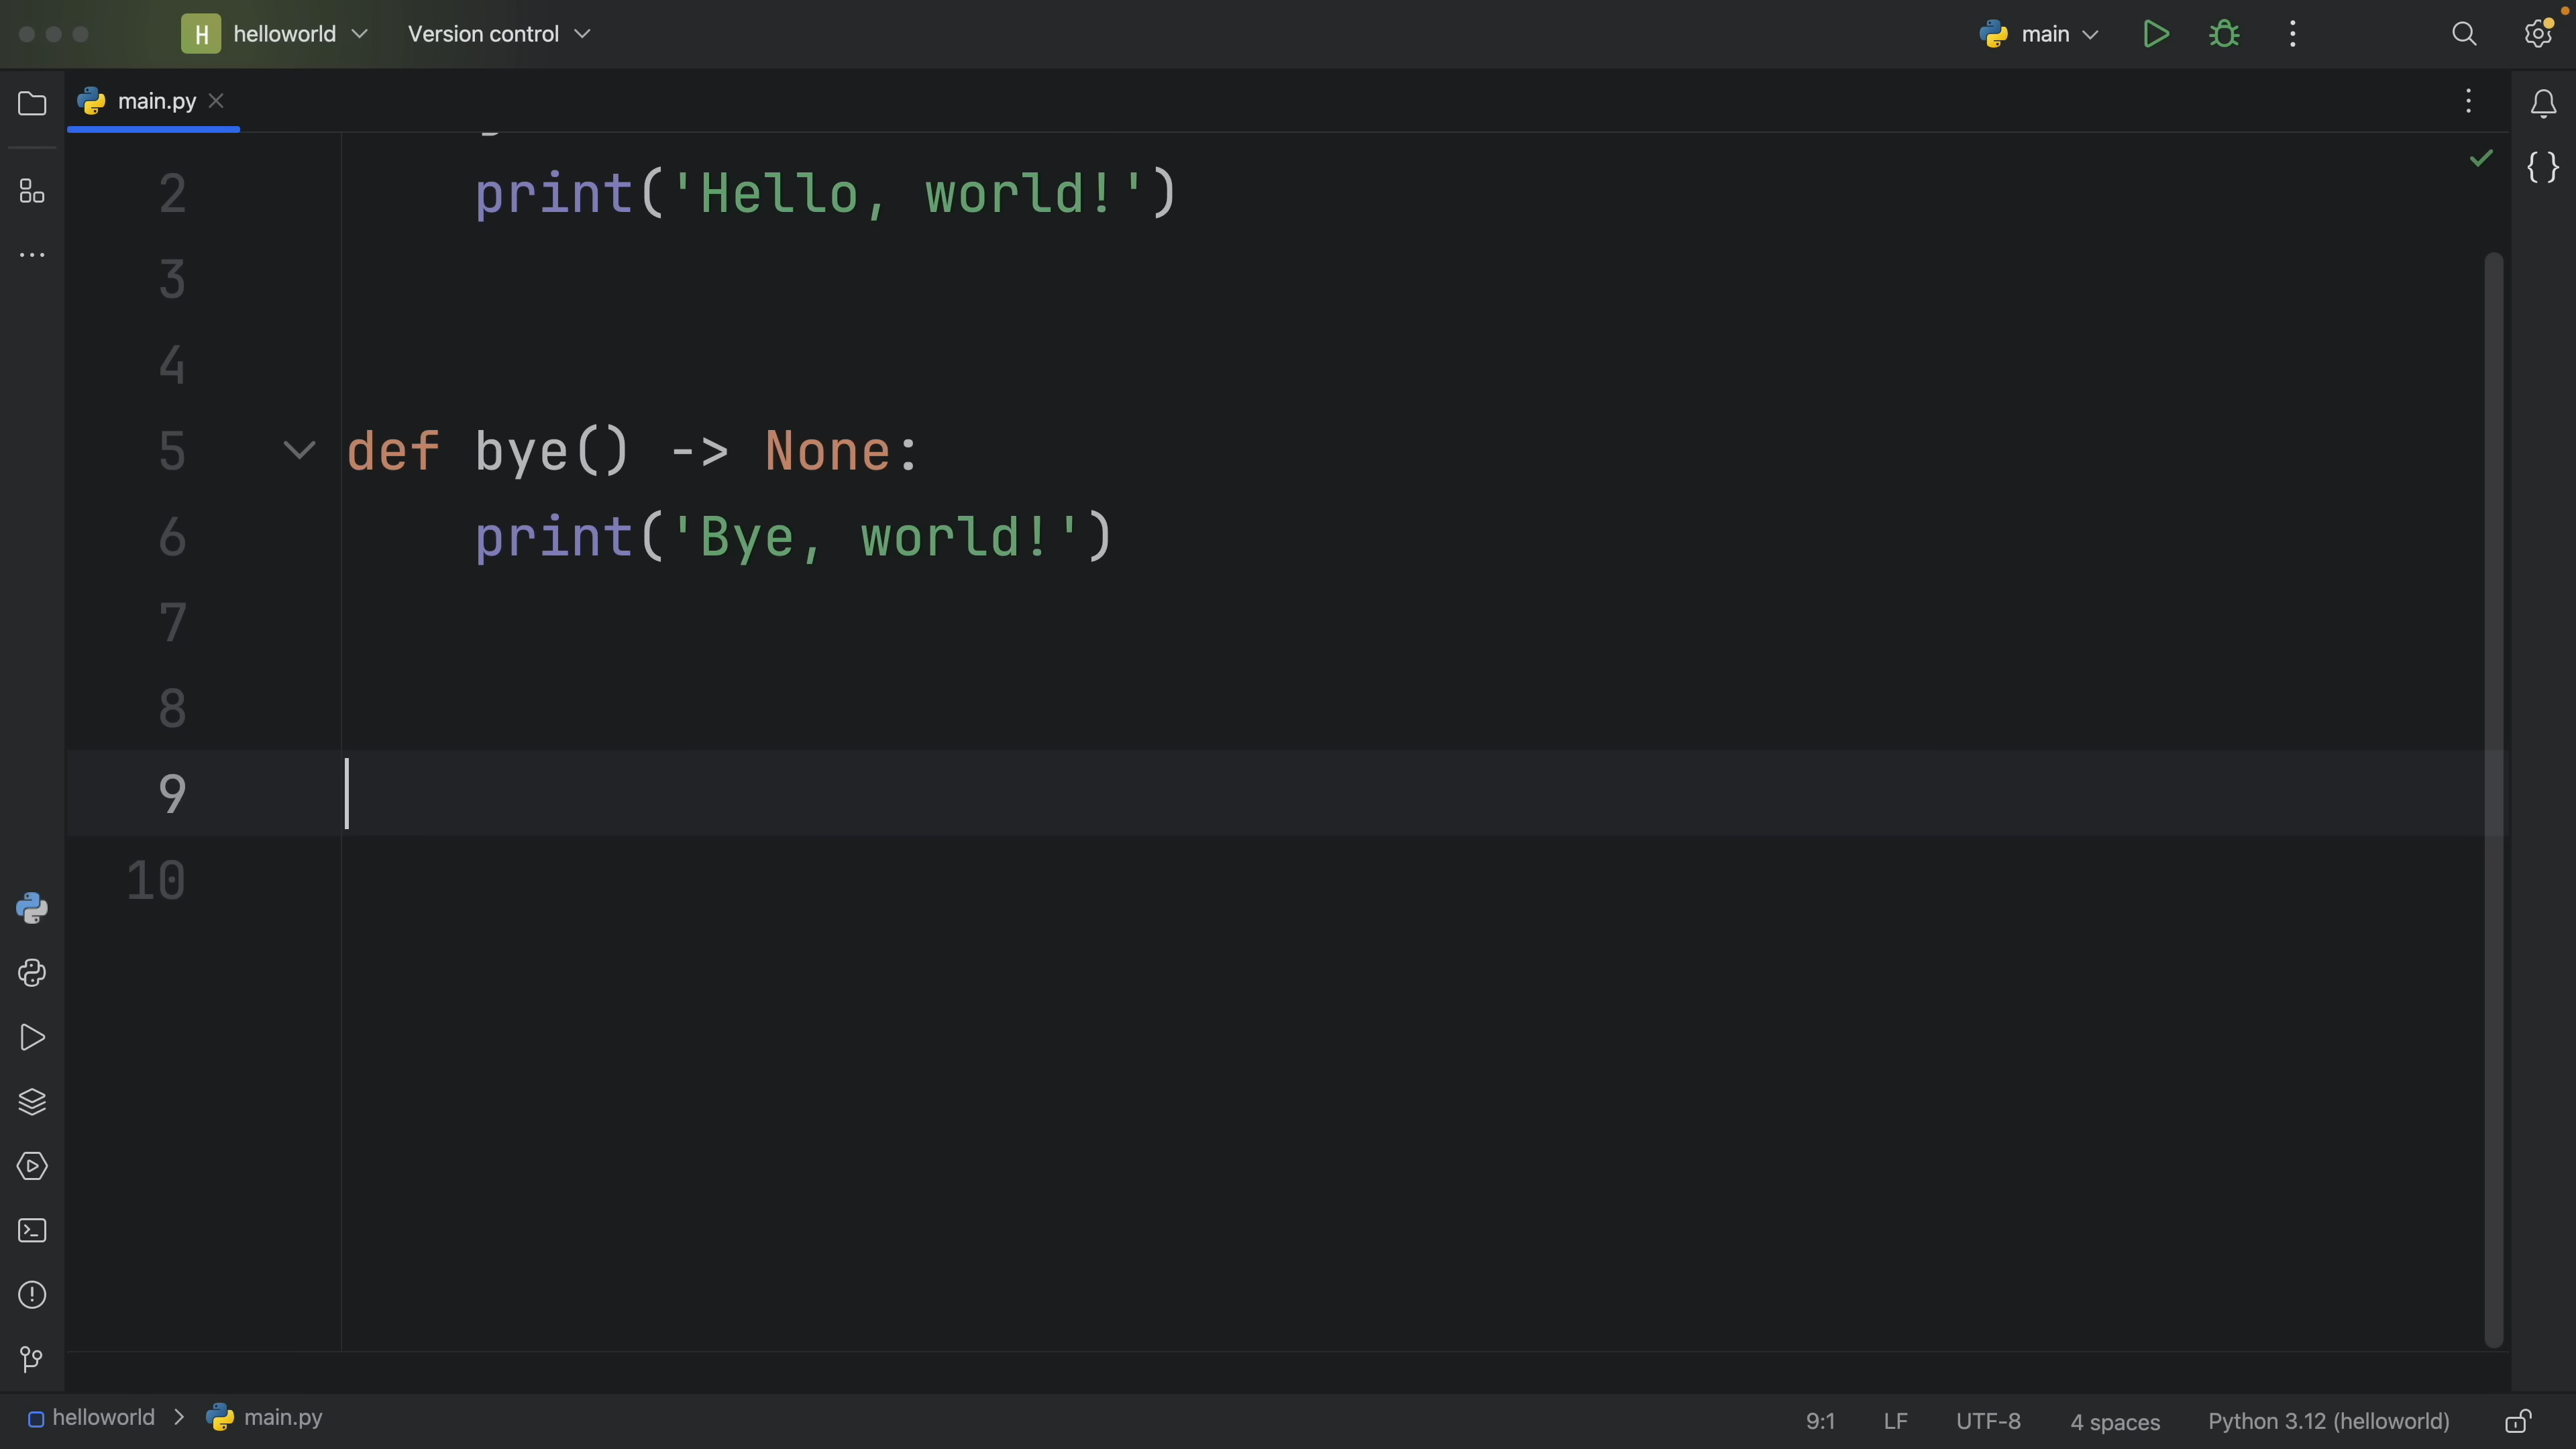 H helloworld Version control main
main.py
2 print('Hello, world!')
3
4
5 def bye() -> None:
6 print('Bye, world!')
7
8
9
10
helloworld > main.py 9:1 LF UTF-8 4 spaces Python 3.12 (helloworld)